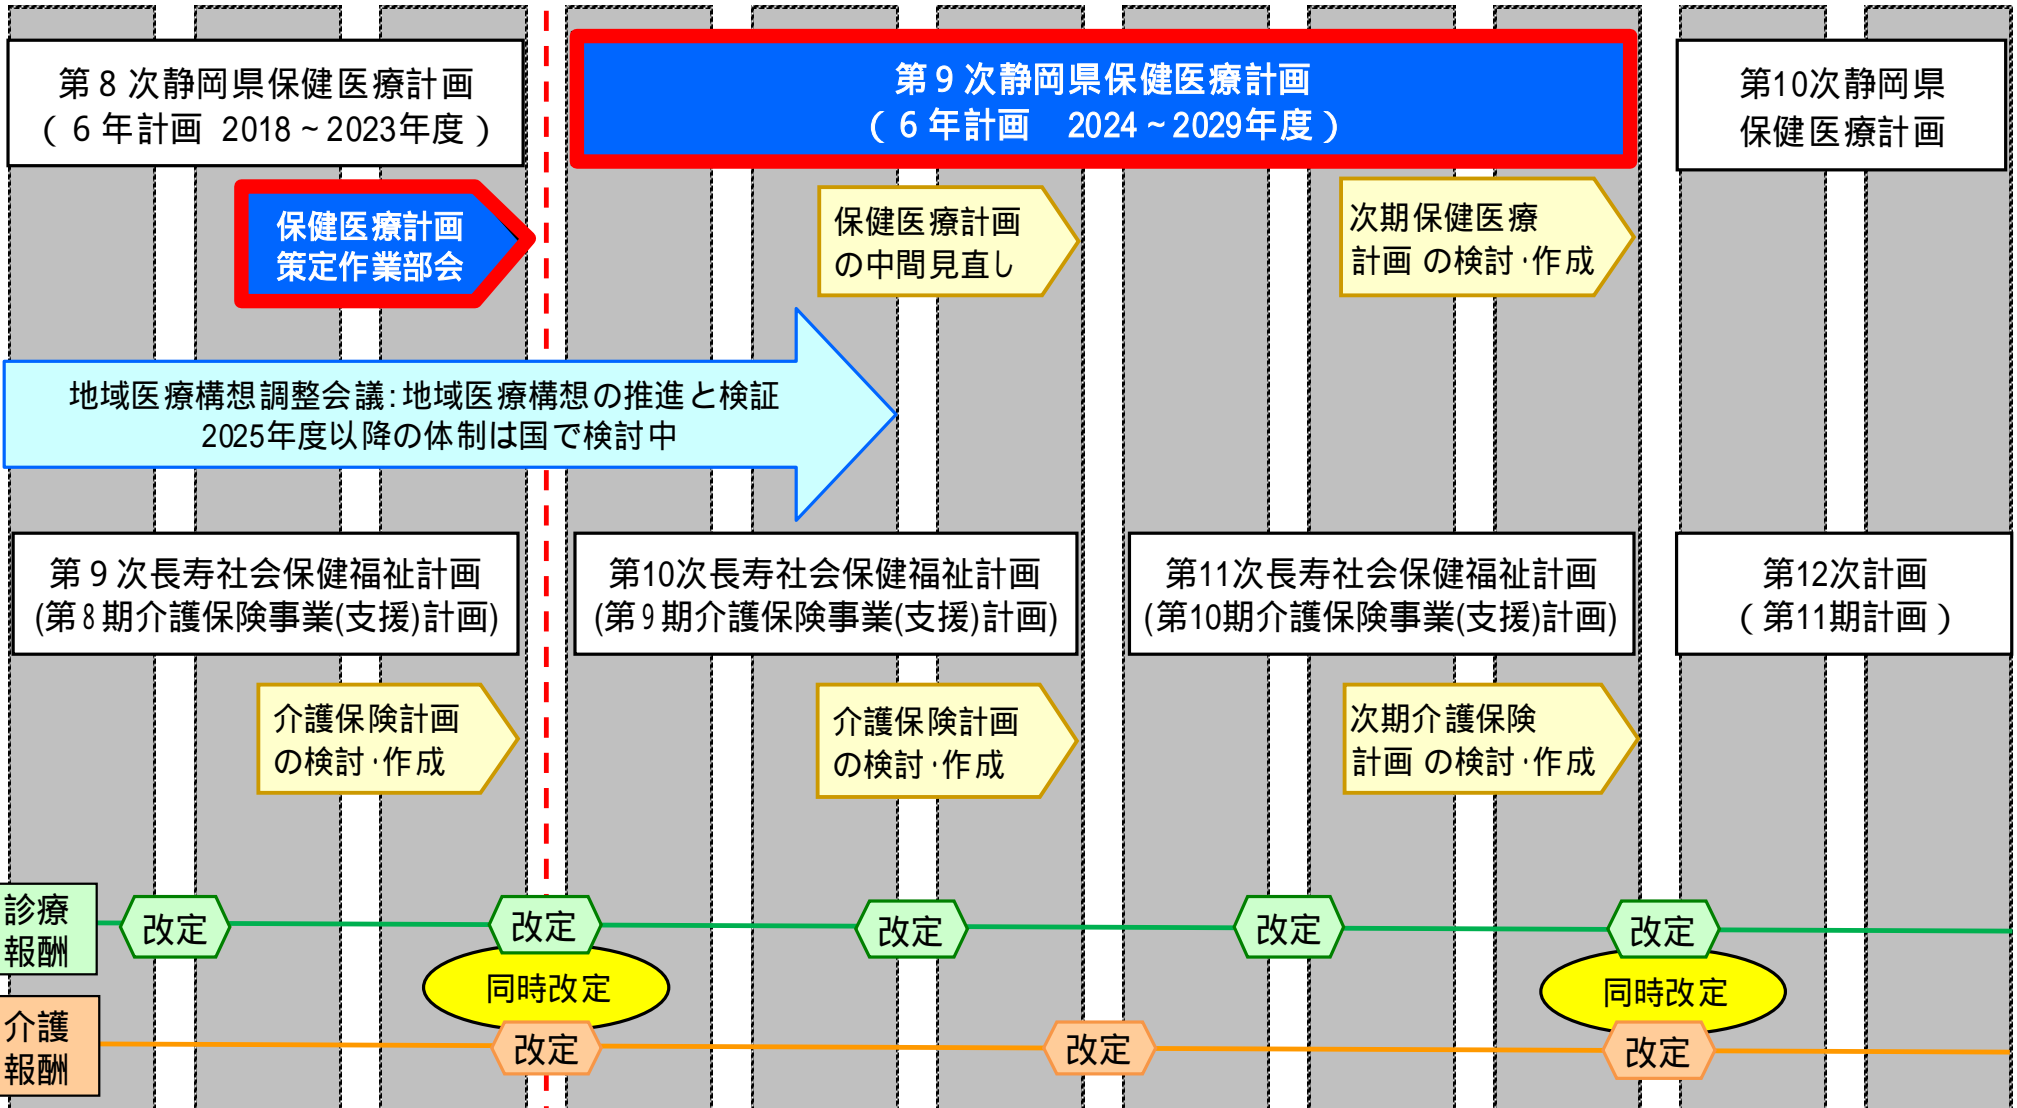 第８次静岡県保健医療計画
（６年計画 2018～2023年度）
第９次静岡県保健医療計画
（６年計画　2024～2029年度）
第10次静岡県
保健医療計画
保健医療計画
策定作業部会
保健医療計画
の中間見直し
次期保健医療
計画 の検討・作成
地域医療構想調整会議：地域医療構想の推進と検証
2025年度以降の体制は国で検討中
第９次長寿社会保健福祉計画
(第８期介護保険事業(支援)計画)
第10次長寿社会保健福祉計画
(第９期介護保険事業(支援)計画)
第11次長寿社会保健福祉計画
(第10期介護保険事業(支援)計画)
第12次計画
（第11期計画）
介護保険計画
の検討・作成
介護保険計画
の検討・作成
次期介護保険
計画 の検討・作成
診療
報酬
改定
改定
改定
改定
改定
同時改定
同時改定
介護
報酬
改定
改定
改定